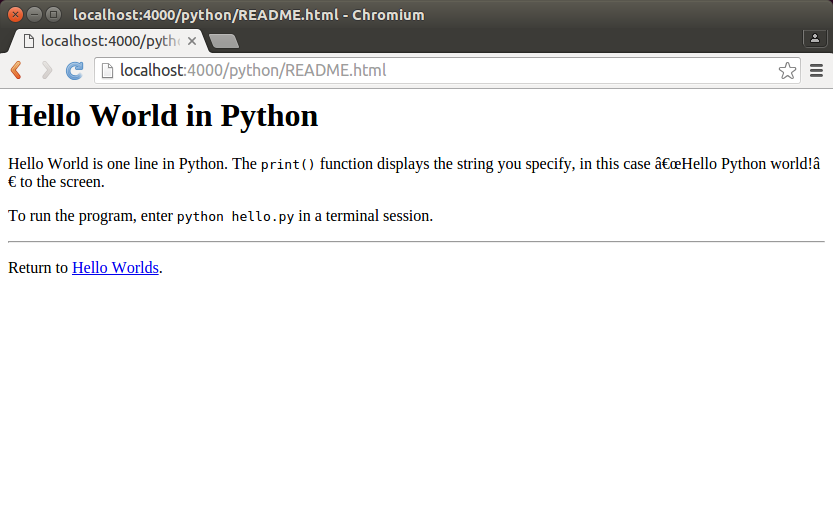 localhost:4000/python/README.html - Chromium
localhost:4000/pyth
localhost:4000/python/README.html
Hello World in Python
Hello World is one line in Python. The print() function displays the string you specify, in this case â€œHello Python world!â
€ to the screen.
To run the program, enter python hello.py in a terminal session.
Return to Hello Worlds.